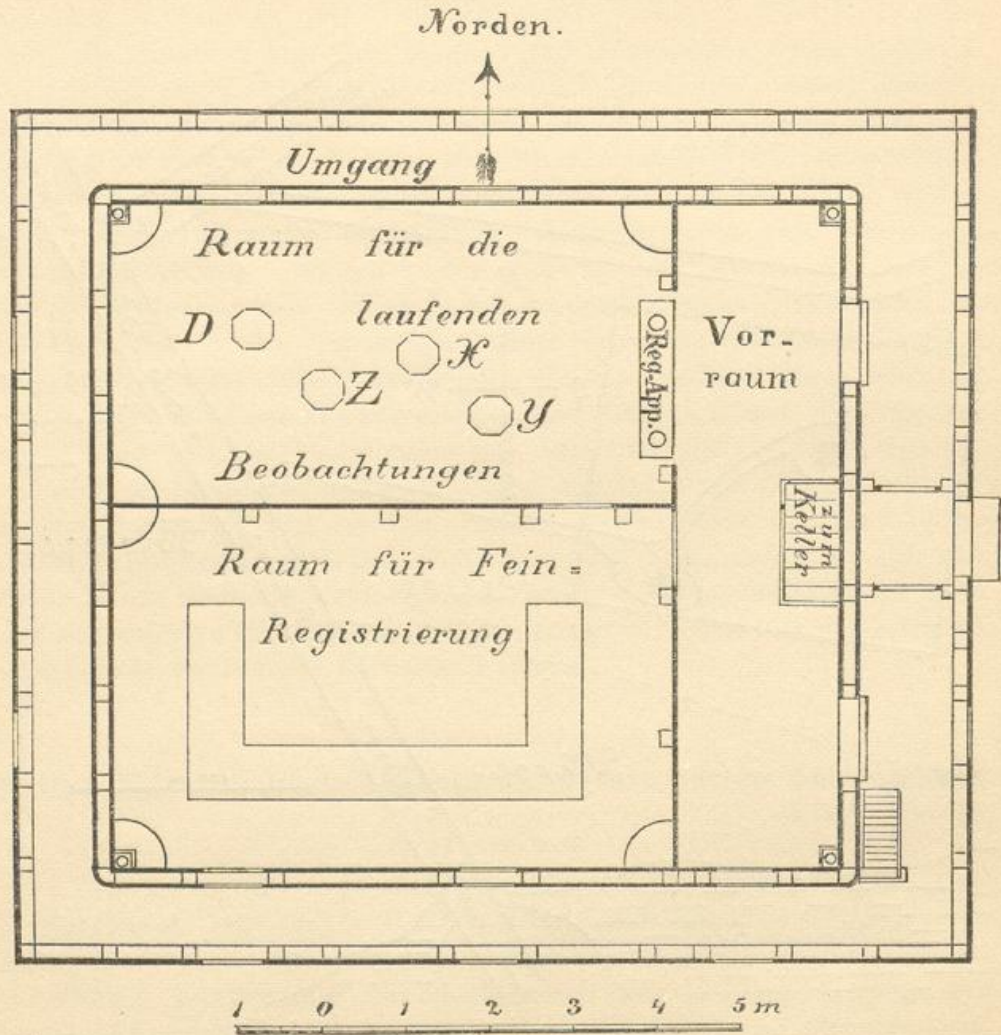 Norden.
Umgang
Raum für die
laufenden
D
H
Z
Y
Beobachtungen
Reg.-App.
Vor-
raum
zum
Keller
Raum für Fein=
Registrierung
1 0 1 2 3 4 5 m